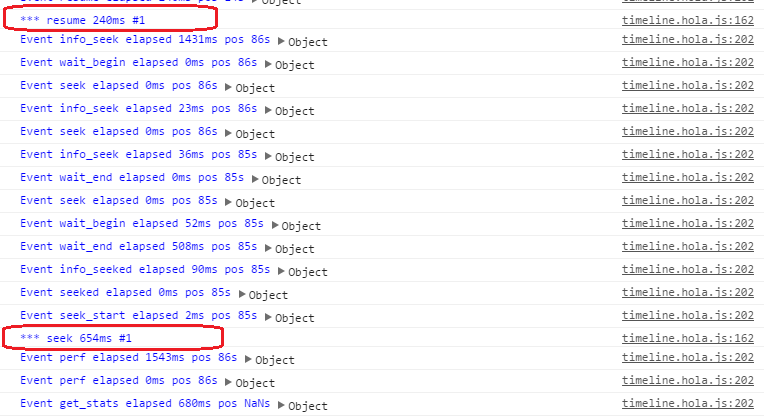 Object
*** resume 240ms #1 timeline.hola.js:162
Event info_seek elapsed 1431ms pos 86s ▶Object timeline.hola.js:202
Event wait_begin elapsed 0ms pos 86s ▶Object timeline.hola.js:202
Event seek elapsed 0ms pos 86s ▶Object timeline.hola.js:202
Event info_seek elapsed 23ms pos 86s ▶Object timeline.hola.js:202
Event seek elapsed 0ms pos 86s ▶Object timeline.hola.js:202
Event info_seek elapsed 36ms pos 85s ▶Object timeline.hola.js:202
Event wait_end elapsed 0ms pos 85s ▶Object timeline.hola.js:202
Event seek elapsed 0ms pos 85s ▶Object timeline.hola.js:202
Event wait_begin elapsed 52ms pos 85s ▶Object timeline.hola.js:202
Event wait_end elapsed 508ms pos 85s ▶Object timeline.hola.js:202
Event info_seeked elapsed 90ms pos 85s ▶Object timeline.hola.js:202
Event seeked elapsed 0ms pos 85s ▶Object timeline.hola.js:202
Event seek_start elapsed 2ms pos 85s ▶Object timeline.hola.js:202
*** seek 654ms #1 timeline.hola.js:162
Event perf elapsed 1543ms pos 86s ▶Object timeline.hola.js:202
Event perf elapsed 0ms pos 86s ▶Object timeline.hola.js:202
Event get_stats elapsed 680ms pos NaNs ▶Object timeline.hola.js:202